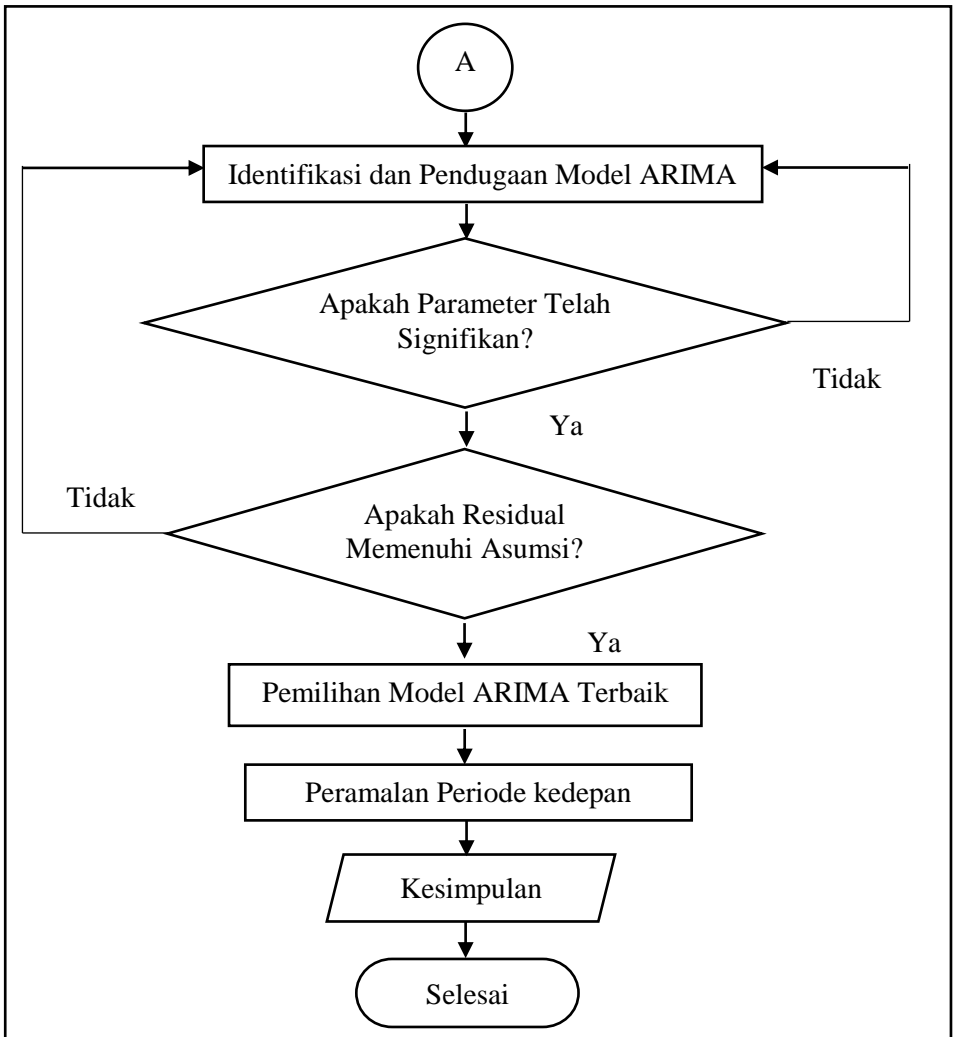 A
Identifikasi dan Pendugaan Model ARIMA
Apakah Parameter Telah
Signifikan?
Tidak
Ya
Tidak
Apakah Residual
Memenuhi Asumsi?
Ya
Pemilihan Model ARIMA Terbaik
Peramalan Periode kedepan
Kesimpulan
Selesai